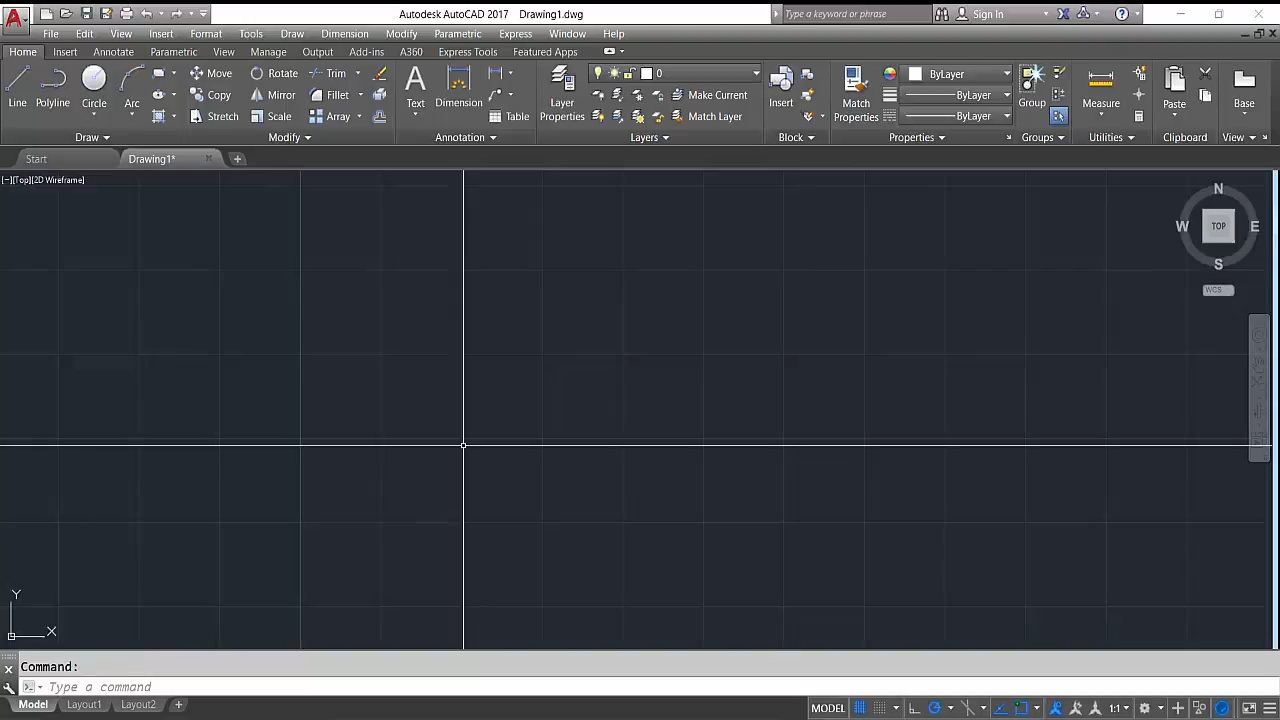 A Autodesk AutoCAD 2017 Drawing1.dwg Type a keyword or phrase Sign In
File Edit View Insert Format Tools Draw Dimension Modify Parametric Express Window Help
Home Insert Annotate Parametric View Manage Output Add-ins A360 Express Tools Featured Apps
Line Polyline Circle Arc
Move Rotate Trim
Copy Mirror Fillet
Stretch Scale Array
A Text Dimension Table
Layer Properties
0
Make Current
Match Layer
Insert
Match Properties
ByLayer
ByLayer
ByLayer
Group Measure Paste Base
Draw Modify Annotation Layers Block Properties Groups Utilities Clipboard View
Start Drawing1* +
[−][Top][2D Wireframe]
N
W TOP E
S
WCS
Y
X
Command:
Type a command
Model Layout1 Layout2 + MODEL 1:1